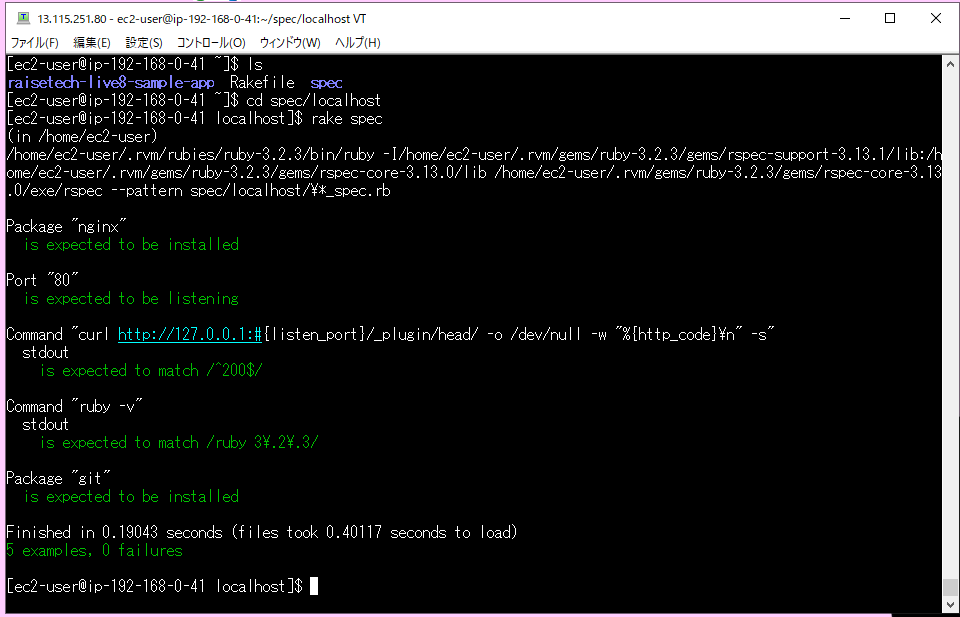 13.115.251.80 - ec2-user@ip-192-168-0-41:~/spec/localhost VT
ファイル(F) 編集(E) 設定(S) コントロール(O) ウィンドウ(W) ヘルプ(H)
[ec2-user@ip-192-168-0-41 ~]$ ls
raisetech-live8-sample-app Rakefile spec
[ec2-user@ip-192-168-0-41 ~]$ cd spec/localhost
[ec2-user@ip-192-168-0-41 localhost]$ rake spec
(in /home/ec2-user)
/home/ec2-user/.rvm/rubies/ruby-3.2.3/bin/ruby -I/home/ec2-user/.rvm/gems/ruby-3.2.3/gems/rspec-support-3.13.1/lib:/h
ome/ec2-user/.rvm/gems/ruby-3.2.3/gems/rspec-core-3.13.0/lib /home/ec2-user/.rvm/gems/ruby-3.2.3/gems/rspec-core-3.13
.0/exe/rspec --pattern spec/localhost/¥*_spec.rb
Package "nginx"
is expected to be installed
Port "80"
is expected to be listening
Command "curl http://127.0.0.1:#{listen_port}/_plugin/head/ -o /dev/null -w "%{http_code}¥n" -s"
stdout
is expected to match /^200$/
Command "ruby -v"
stdout
is expected to match /ruby 3¥.2¥.3/
Package "git"
is expected to be installed
Finished in 0.19043 seconds (files took 0.40117 seconds to load)
5 examples, 0 failures
[ec2-user@ip-192-168-0-41 localhost]$